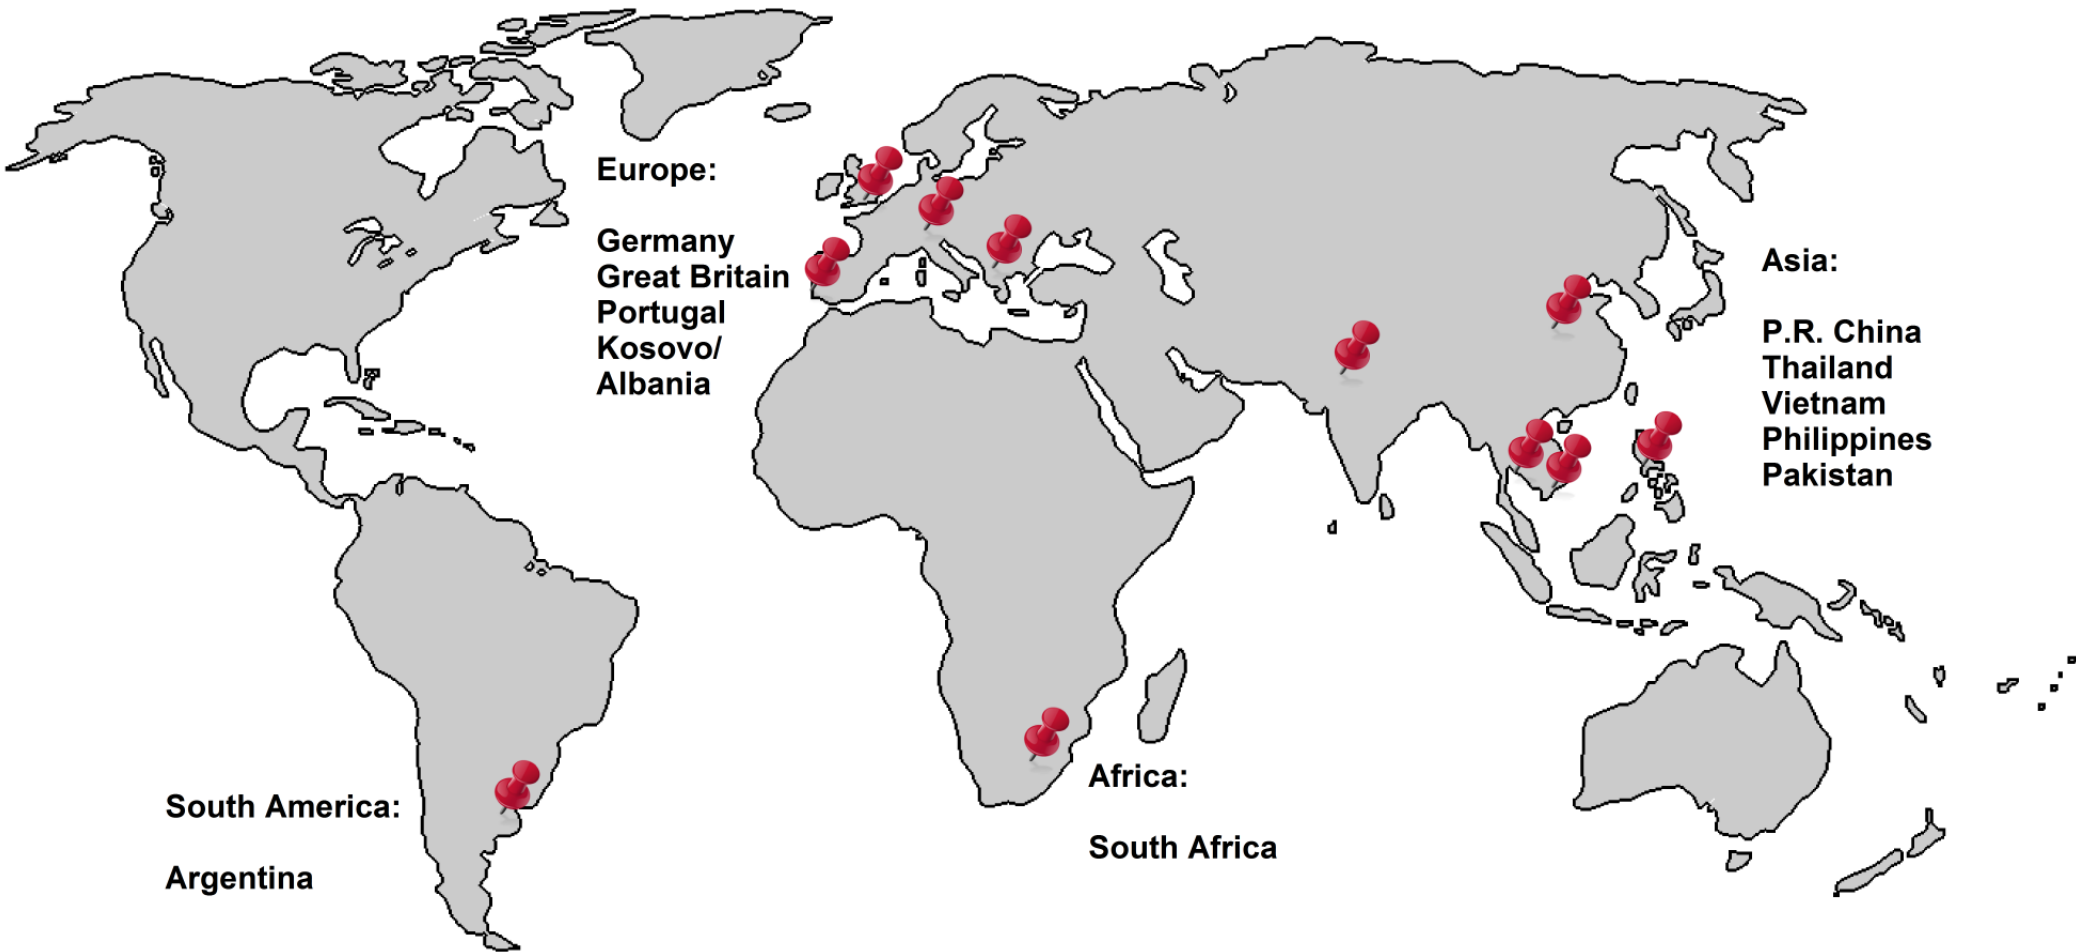 Europe:
Germany
Great Britain
Portugal
Kosovo/
Albania
Asia:
P.R. China
Thailand
Vietnam
Philippines
Pakistan
South America:
Argentina
Africa:
South Africa